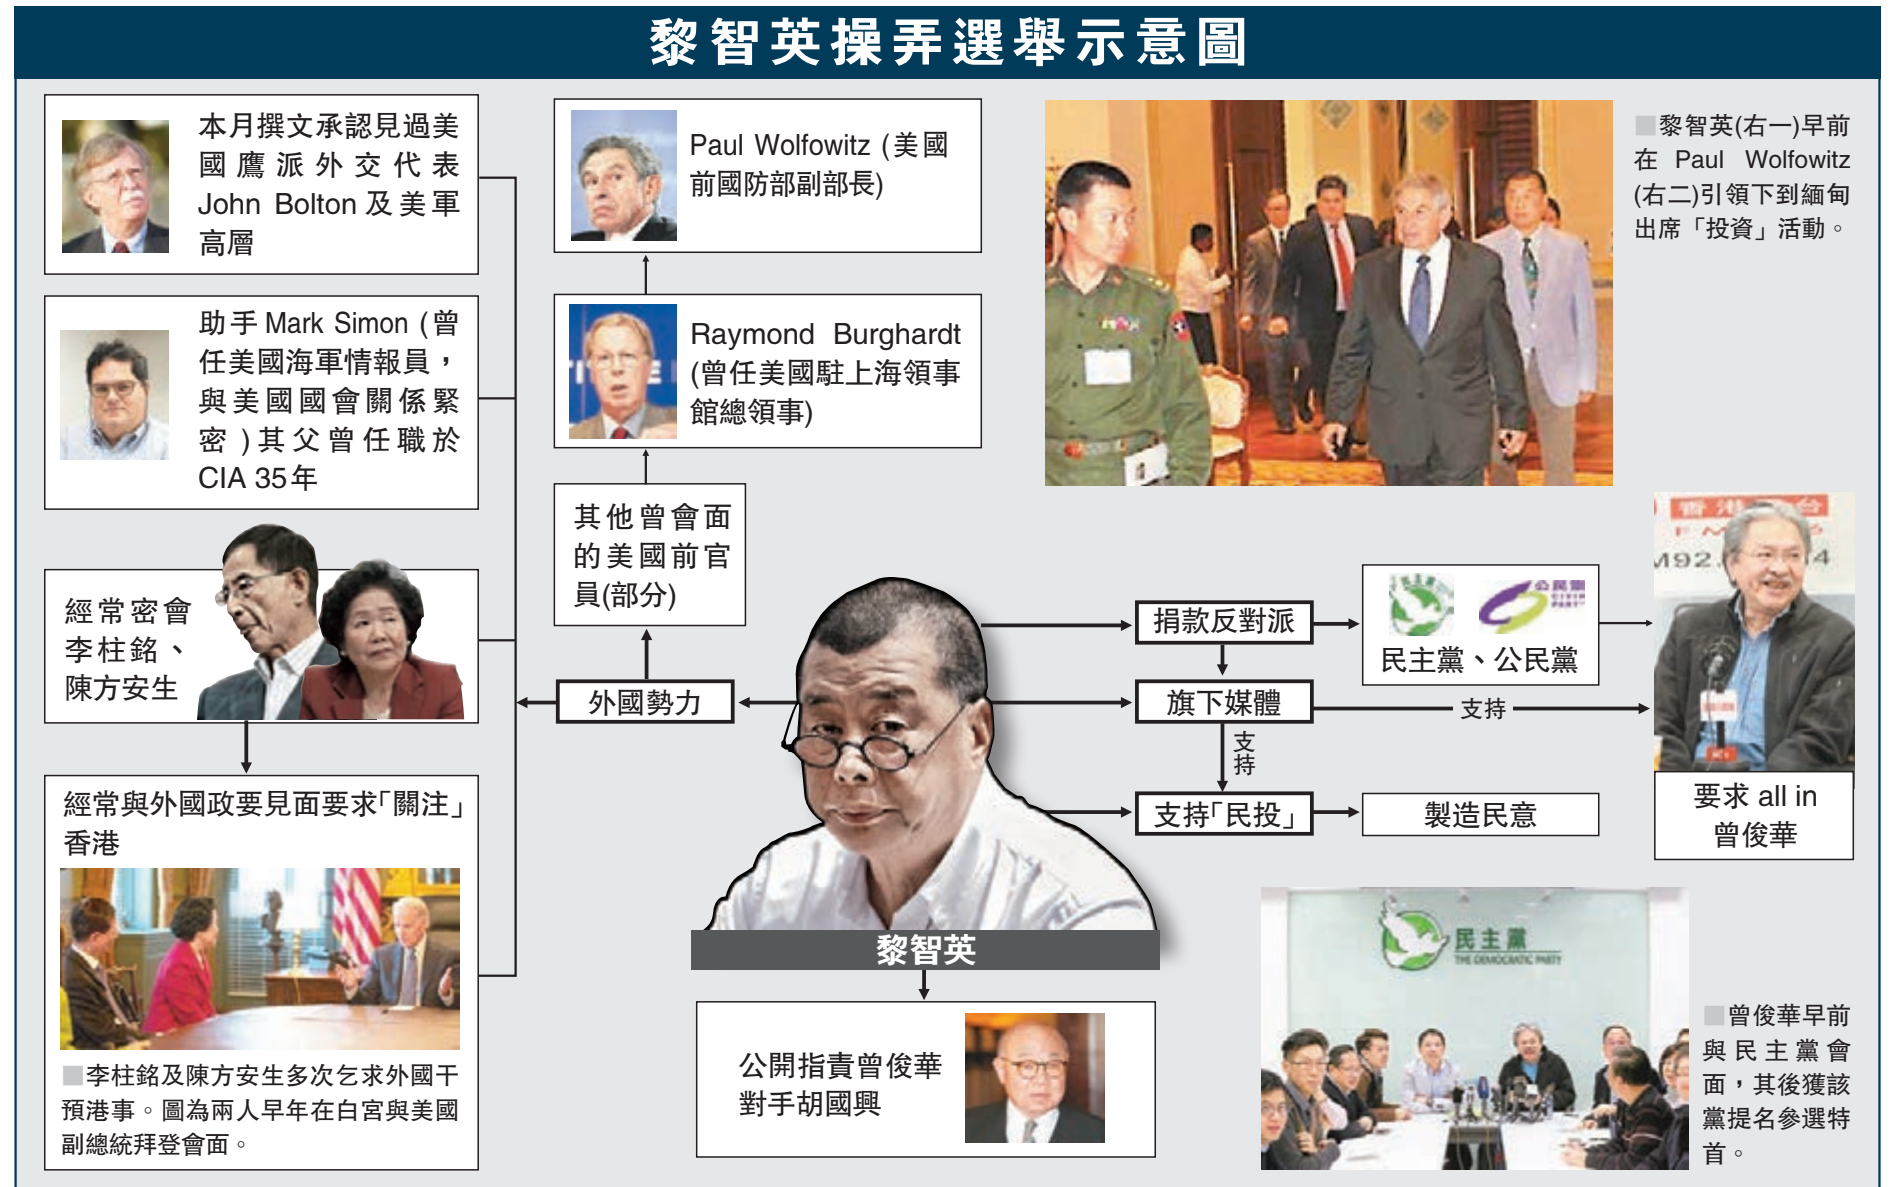 黎智英操弄選舉示意圖
本月撰文承認見過美
國鷹派外交代表
John Bolton 及美軍
高層
助手 Mark Simon (曾
任美國海軍情報員，
與美國國會關係緊
密)其父曾任職於
CIA 35年
經常密會
李柱銘、
陳方安生
經常與外國政要見面要求「關注」
香港
■李柱銘及陳方安生多次乞求外國干
預港事。圖為兩人早年在白宮與美國
副總統拜登會面。
Paul Wolfowitz (美國
前國防部副部長)
Raymond Burghardt
(曾任美國駐上海領事
館總領事)
其他曾會面
的美國前官
員(部分)
外國勢力
黎智英
公開指責曾俊華
對手胡國興
■黎智英(右一)早前
在 Paul Wolfowitz
(右二)引領下到緬甸
出席「投資」活動。
捐款反對派
公民黨
CIVIC
PARTY
民主黨、公民黨
旗下媒體
支持
支持
支持「民投」
製造民意
香港
要求 all in
曾俊華
民主黨
THE DEMOCRATIC PARTY
■曾俊華早前
與民主黨會
面，其後獲該
黨提名參選特
首。